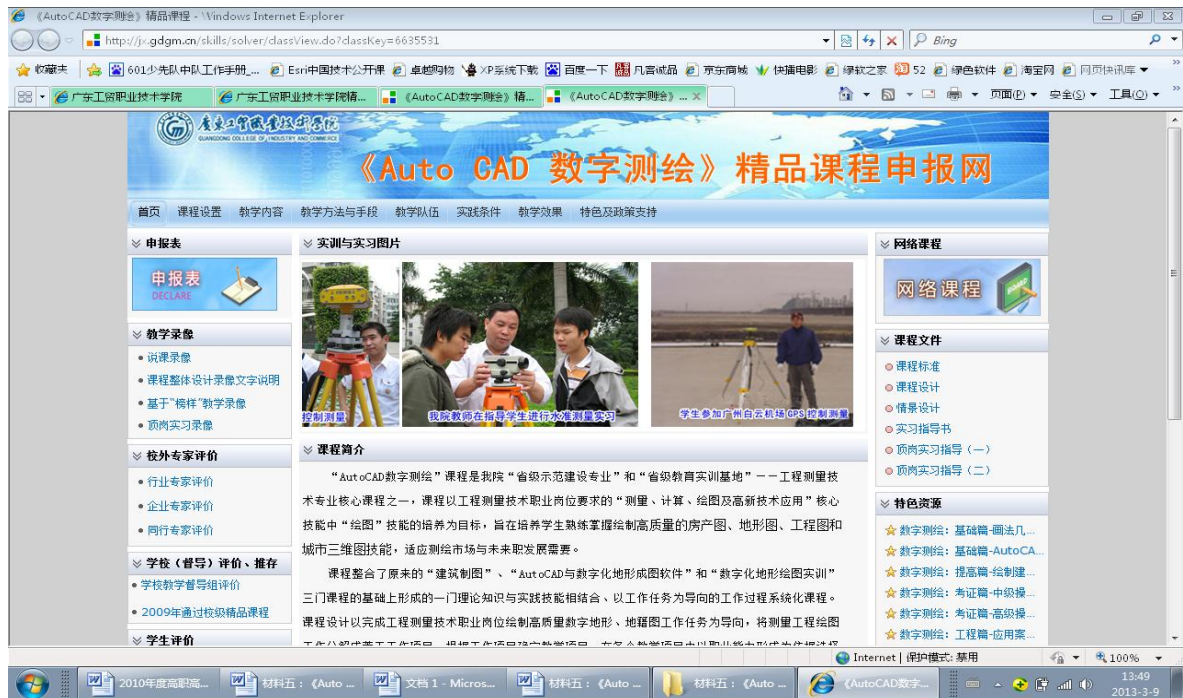 《AutoCAD数字测绘》精品课程 - Windows Internet Explorer
http://jx.gdgm.cn/skills/solver/classView.do?classKey=6635531
Bing
收藏夹
601少先队中队工作手册_...
Esri中国技术公开课
卓越购物
XP系统下载
百度一下
凡客诚品
京东商城
快播电影
绿软之家
52
绿色软件
淘宝网
网页快讯库
广东工贸职业技术学院
广东工贸职业技术学院精...
《AutoCAD数字测绘》精...
《AutoCAD数字测绘》 ...
页面(P)
安全(S)
工具(O)
GUANGDONG COLLEGE OF INDUSTRY AND COMMERCE
《Auto CAD 数字测绘》精品课程申报网
首页 课程设置 教学内容 教学方法与手段 教学队伍 实践条件 教学效果 特色及政策支持
申报表
申报表
DECLARE
教学录像
说课录像
课程整体设计录像文字说明
基于“榜样”教学录像
顶岗实习录像
校外专家评价
行业专家评价
企业专家评价
同行专家评价
学校（督导）评价、推荐
学校教学督导组评价
2009年通过校级精品课程
学生评价
实训与实习图片
控制测量
我院教师在指导学生进行水准测量实习
学生参加广州白云机场GPS控制测量
课程简介
“AutoCAD数字测绘”课程是我院“省级示范建设专业”和“省级教育实训基地”——工程测量技
术专业核心课程之一，课程以工程测量技术职业岗位要求的“测量、计算、绘图及高新技术应用”核心
技能中“绘图”技能的培养为目标，旨在培养学生熟练掌握绘制高质量的房产图、地形图、工程图和
城市三维图技能，适应测绘市场与未来职发展需要。
课程整合了原来的“建筑制图”、“AutoCAD与数字化地形成图软件”和“数字化地形绘图实训”
三门课程的基础上形成的一门理论知识与实践技能相结合、以工作任务为导向的工作过程系统化课程。
课程设计以完成工程测量技术职业岗位绘制高质量数字地形、地籍图工作任务为导向，将测量工程绘图
网络课程
网络课程
课程文件
课程标准
课程设计
情景设计
实习指导书
顶岗实习指导（一）
顶岗实习指导（二）
特色资源
数字测绘：基础篇-画法几...
数字测绘：基础篇-AutoCA...
数字测绘：提高篇-绘制建...
数字测绘：考证篇-中级操...
数字测绘：考证篇-高级操...
数字测绘：工程篇-应用案...
Internet | 保护模式: 禁用
100%
2010年度高职高...
材料五：《Auto ...
文档 1 - Micros...
材料五：《Auto ...
材料五：《Auto ...
《AutoCAD数字...
13:49
2013-3-9